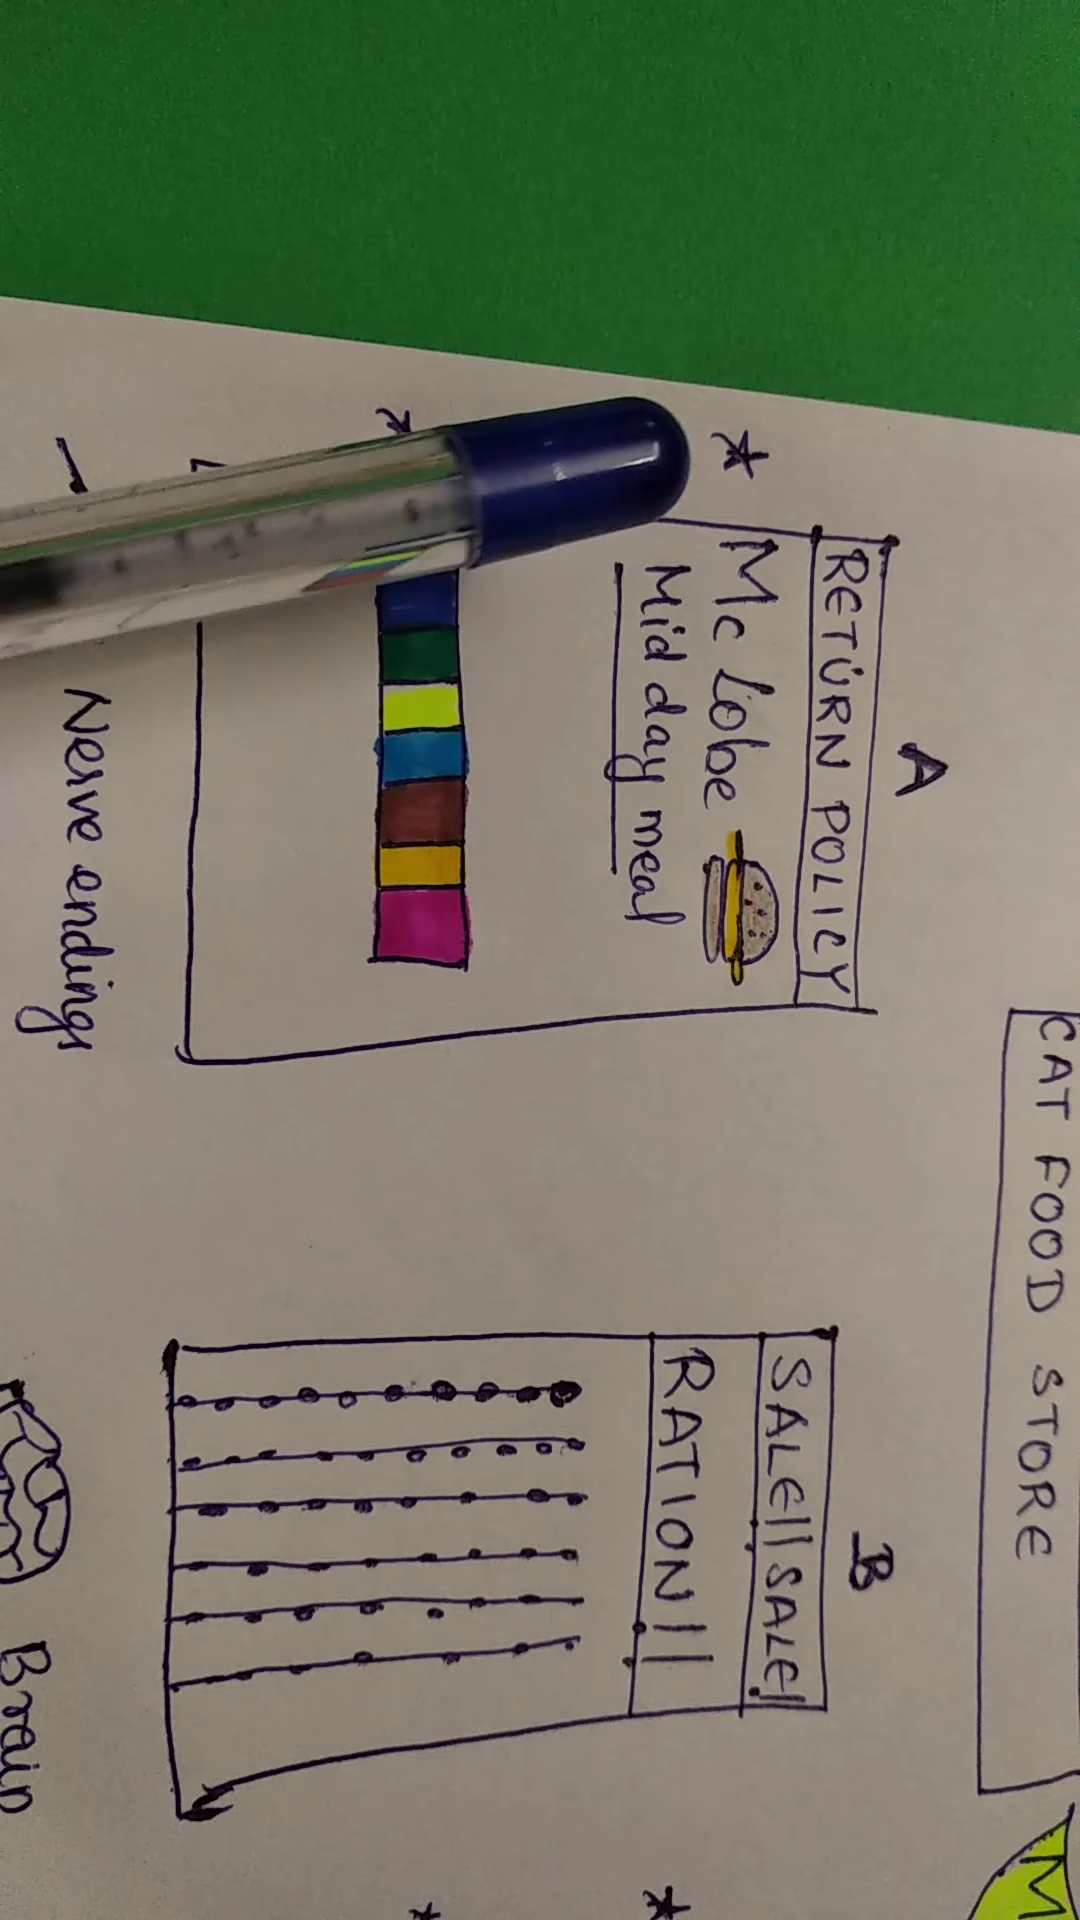 CAT FOOD STORE
M
A
RETURN POLICY
Mc Lobe
Mid day meal
B
SALE!! SALE!
RATION!!
Nerve endings
Brain